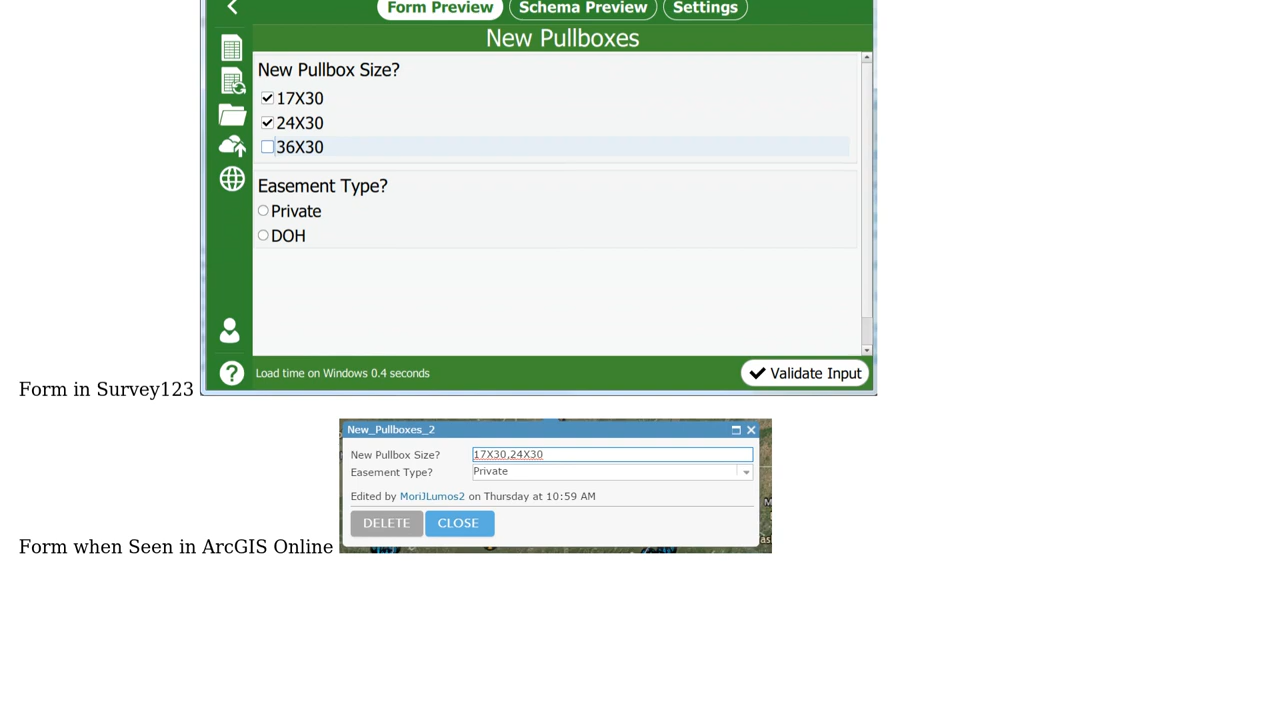 Form Preview Schema Preview Settings
New Pullboxes
New Pullbox Size?
17X30
24X30
36X30
Easement Type?
Private
DOH
? Load time on Windows 0.4 seconds Validate Input
Form in Survey123
New_Pullboxes_2
New Pullbox Size? 17X30,24X30
Easement Type? Private
Edited by MoriJLumos2 on Thursday at 10:59 AM
DELETE CLOSE
Form when Seen in ArcGIS Online